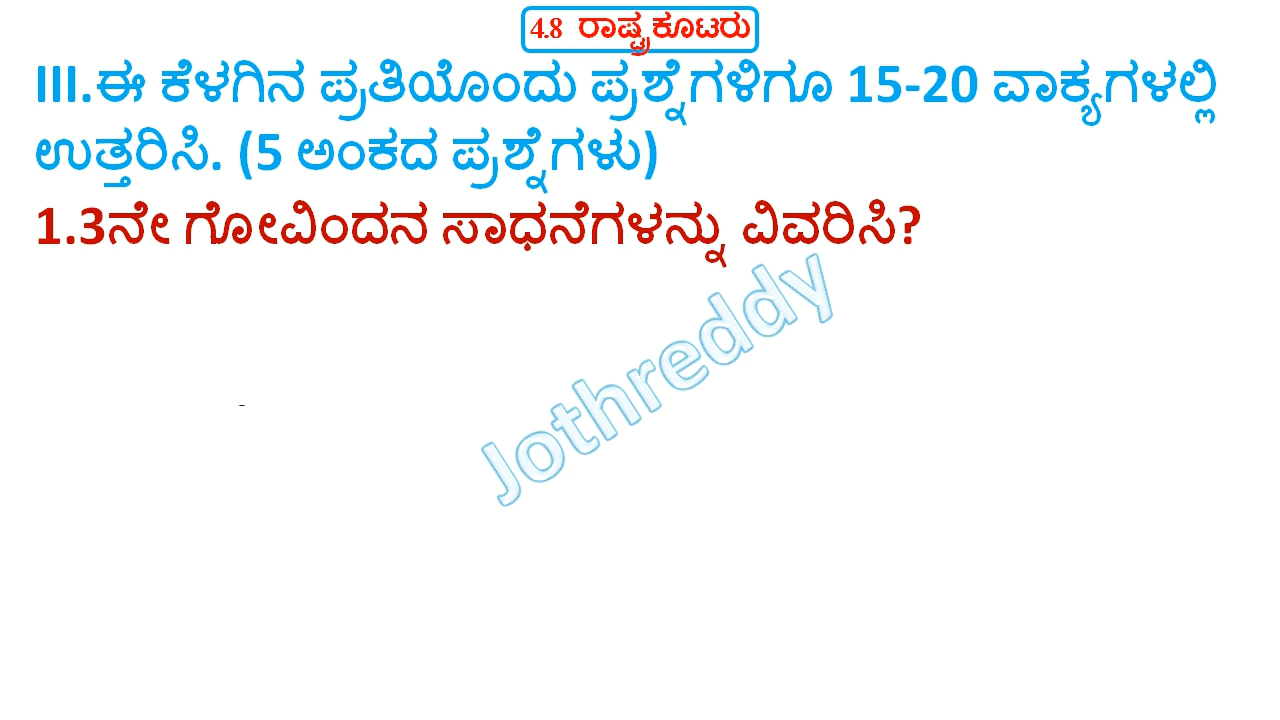 4.8 ರಾಷ್ಟ್ರಕೂಟರು
III.ಈ ಕೆಳಗಿನ ಪ್ರತಿಯೊಂದು ಪ್ರಶ್ನೆಗಳಿಗೂ 15-20 ವಾಕ್ಯಗಳಲ್ಲಿ
ಉತ್ತರಿಸಿ. (5 ಅಂಕದ ಪ್ರಶ್ನೆಗಳು)
1.3ನೇ ಗೋವಿಂದನ ಸಾಧನೆಗಳನ್ನು ವಿವರಿಸಿ?
Jothreddy